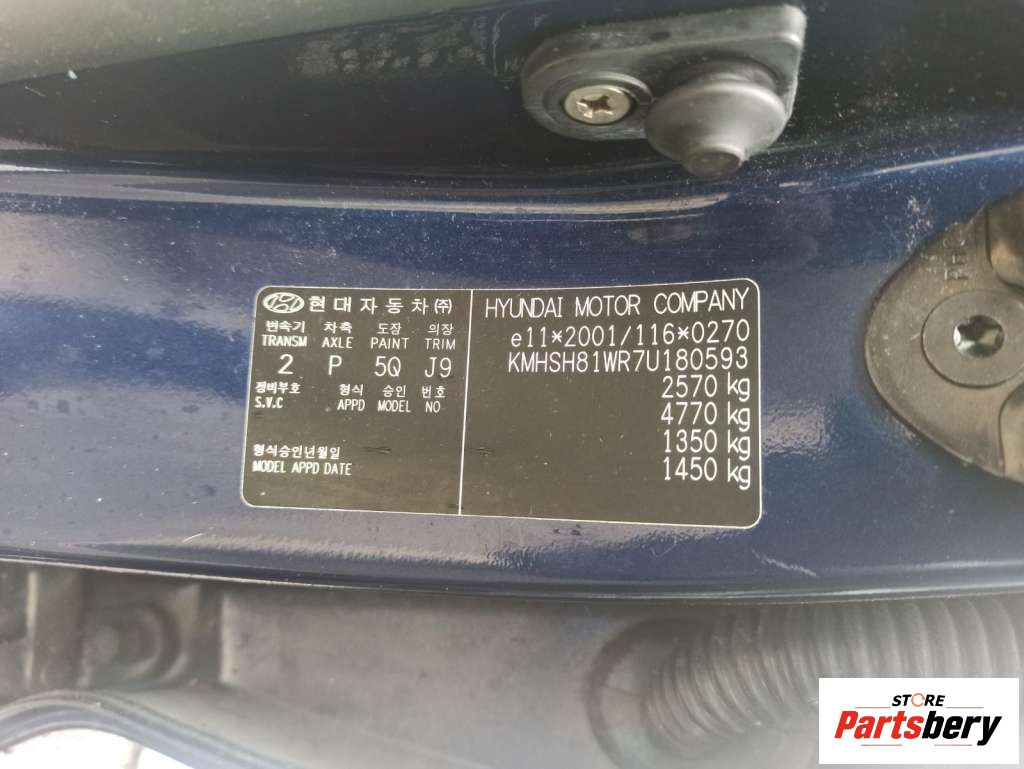 현대자동차(주)
변속기 차축 도장 의장
TRANSM AXLE PAINT TRIM
2 P 5Q J9
정비부호 형식 승인 번호
S.V.C APPD MODEL NO
형식승인년월일
MODEL APPD DATE
HYUNDAI MOTOR COMPANY
e11*2001/116*0270
KMHSH81WR7U180593
2570 kg
4770 kg
1350 kg
1450 kg
STORE
Partsbery